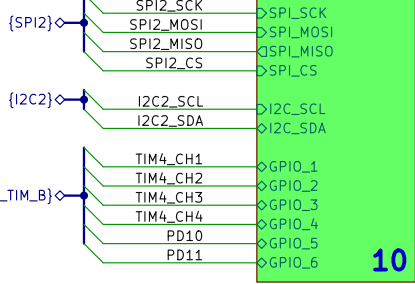 SPI2_SCK SPI_SCK
{SPI2} SPI2_MOSI SPI_MOSI
SPI2_MISO SPI_MISO
SPI2_CS SPI_CS
{I2C2} I2C2_SCL I2C_SCL
I2C2_SDA I2C_SDA
TIM4_CH1 GPIO_1
TIM4_CH2 GPIO_2
_TIM_B} TIM4_CH3 GPIO_3
TIM4_CH4 GPIO_4
PD10 GPIO_5
PD11 GPIO_6
10